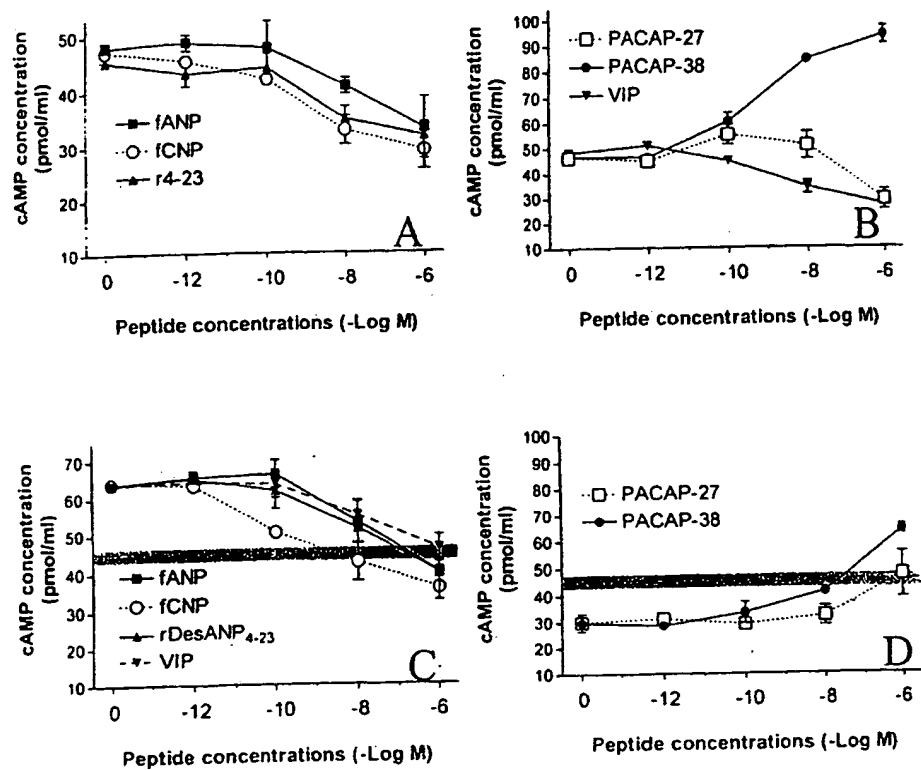 cAMP concentration
(pmol/ml)
50
40
30
20
10
fANP
fCNP
r4-23
A
0 -12 -10 -8 -6
Peptide concentrations (-Log M)
cAMP concentration
(pmol/ml)
100
90
80
70
60
50
40
30
20
10
PACAP-27
PACAP-38
VIP
B
0 -12 -10 -8 -6
Peptide concentrations (-Log M)
cAMP concentration
(pmol/ml)
70
60
50
40
30
20
10
fANP
fCNP
rDesANP4-23
VIP
C
0 -12 -10 -8 -6
Peptide concentrations (-Log M)
cAMP concentration
(pmol/ml)
100
90
80
70
60
50
40
30
20
10
PACAP-27
PACAP-38
D
0 -12 -10 -8 -6
Peptide concentrations (-Log M)